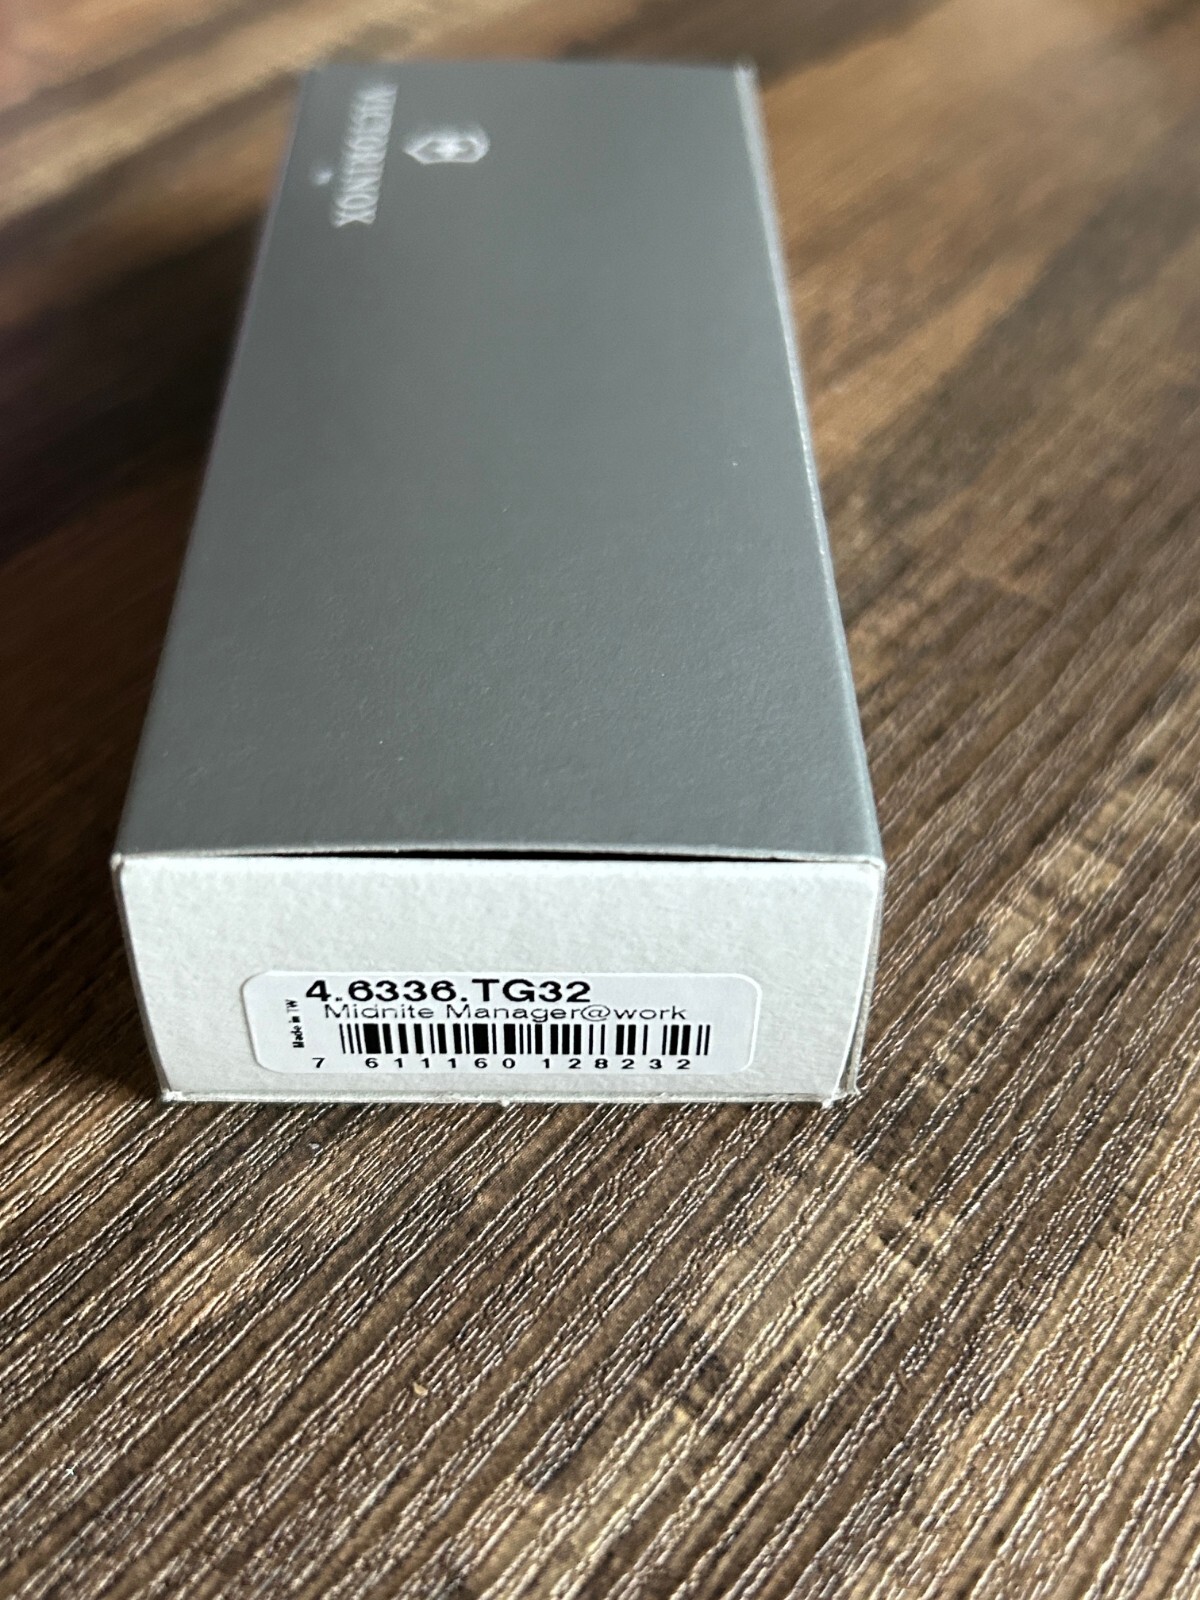 VICTORINOX
4.6336.TG32
Midnite Manager@work
Made in TW
7 611160 128232